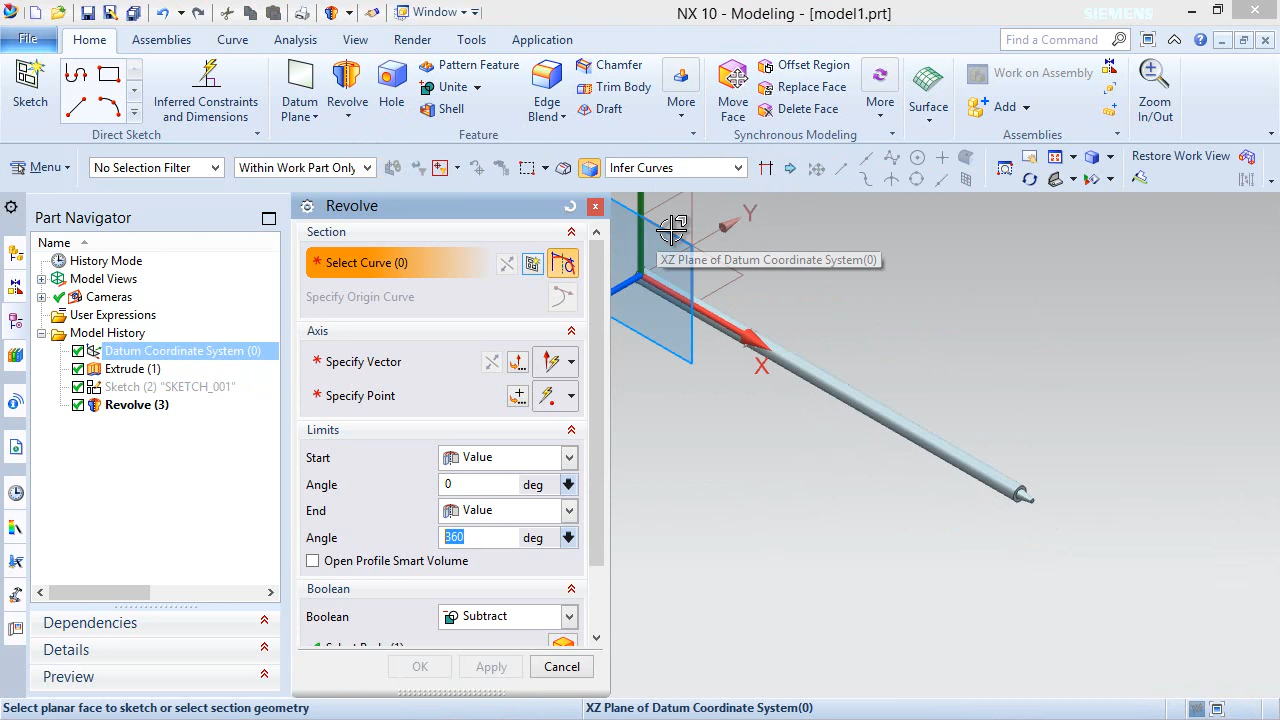 Window
NX 10 - Modeling - [model1.prt]
SIEMENS
File
Home
Assemblies
Curve
Analysis
View
Render
Tools
Application
Find a Command
Sketch
Direct Sketch
Inferred Constraints
and Dimensions
Datum
Plane
Revolve
Hole
Pattern Feature
Unite
Shell
Edge
Blend
Chamfer
Trim Body
Draft
More
Feature
Move
Face
Offset Region
Replace Face
Delete Face
More
Synchronous Modeling
Surface
Work on Assembly
Add
Assemblies
Zoom
In/Out
Menu
No Selection Filter
Within Work Part Only
Infer Curves
Restore Work View
Part Navigator
Name
History Mode
Model Views
Cameras
User Expressions
Model History
Datum Coordinate System (0)
Extrude (1)
Sketch (2) "SKETCH_001"
Revolve (3)
Dependencies
Details
Preview
Revolve
Section
* Select Curve (0)
Specify Origin Curve
Axis
* Specify Vector
* Specify Point
Limits
Start
Value
Angle
0
deg
End
Value
Angle
360
deg
Open Profile Smart Volume
Boolean
Boolean
Subtract
OK
Apply
Cancel
Y
XZ Plane of Datum Coordinate System(0)
X
Select planar face to sketch or select section geometry
XZ Plane of Datum Coordinate System(0)